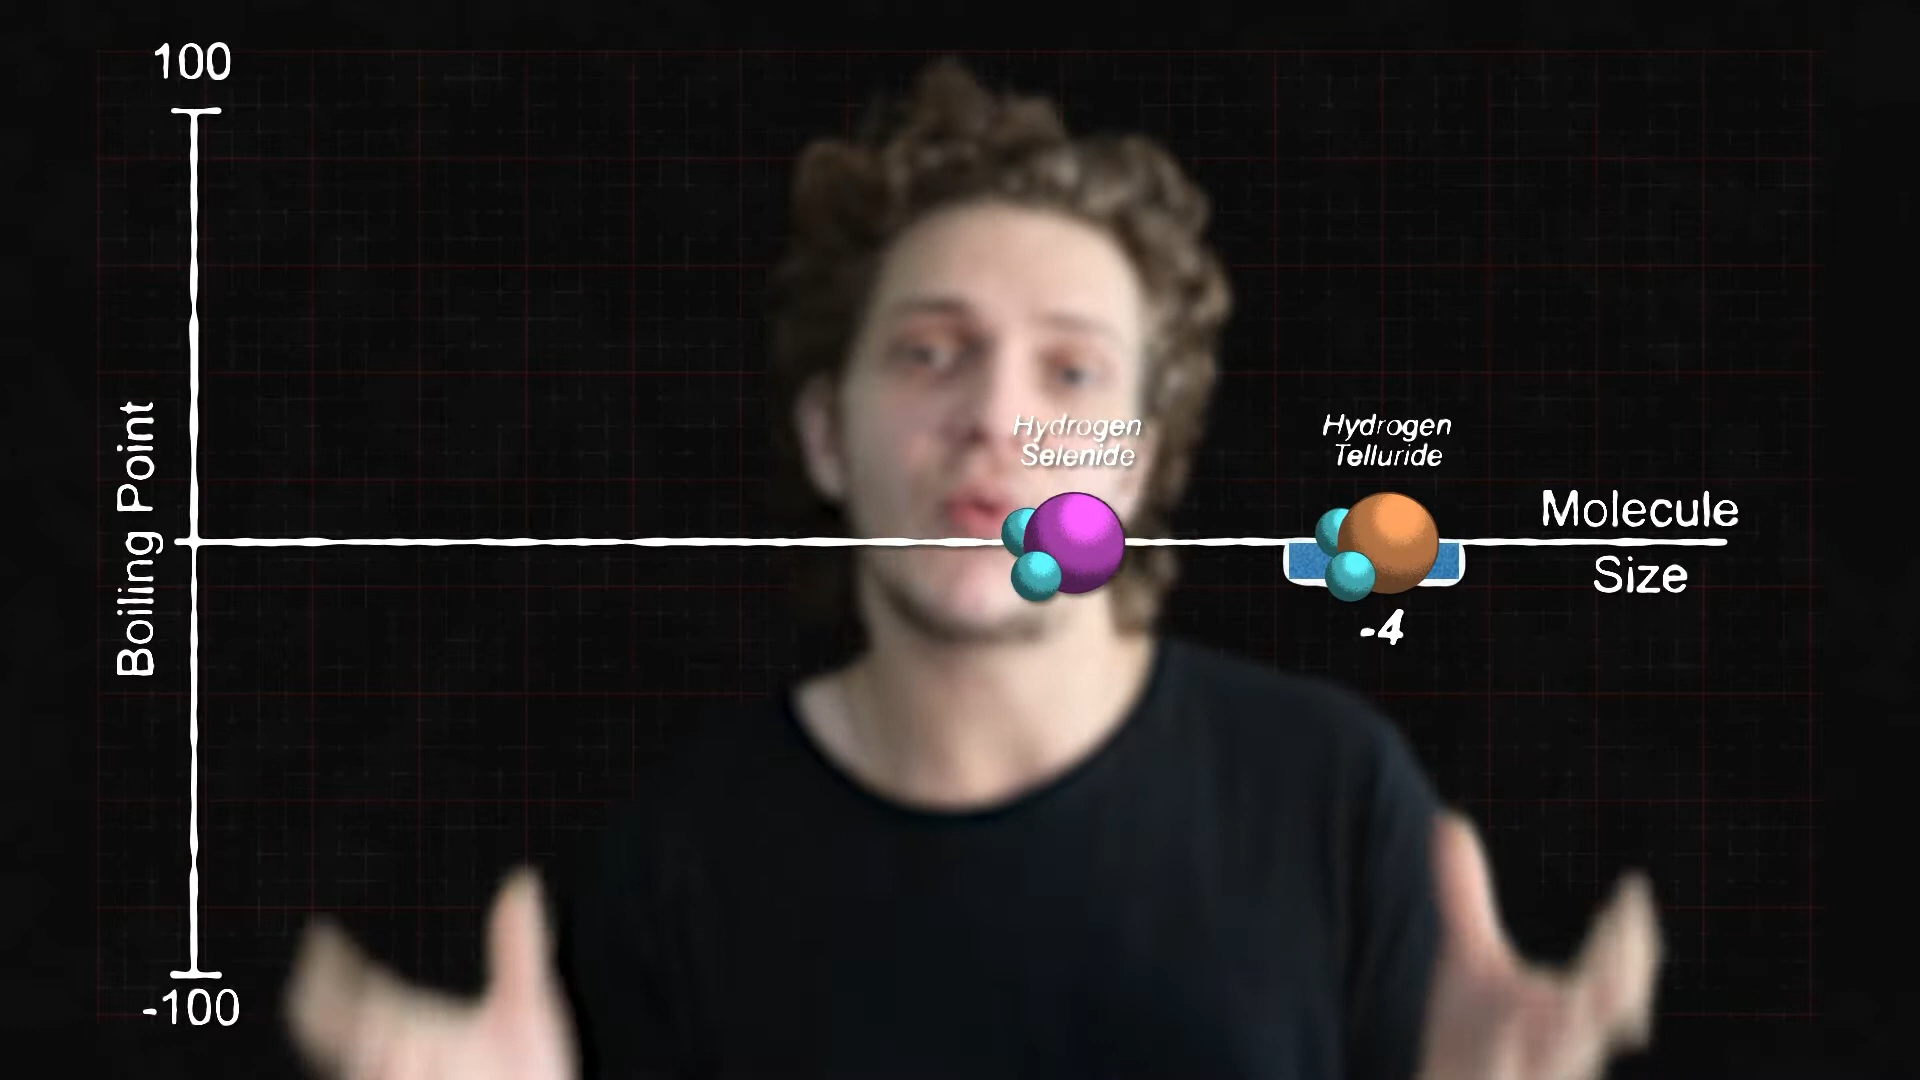 100
Boiling Point
Hydrogen
Selenide
Hydrogen
Telluride
Molecule
Size
-4
-100